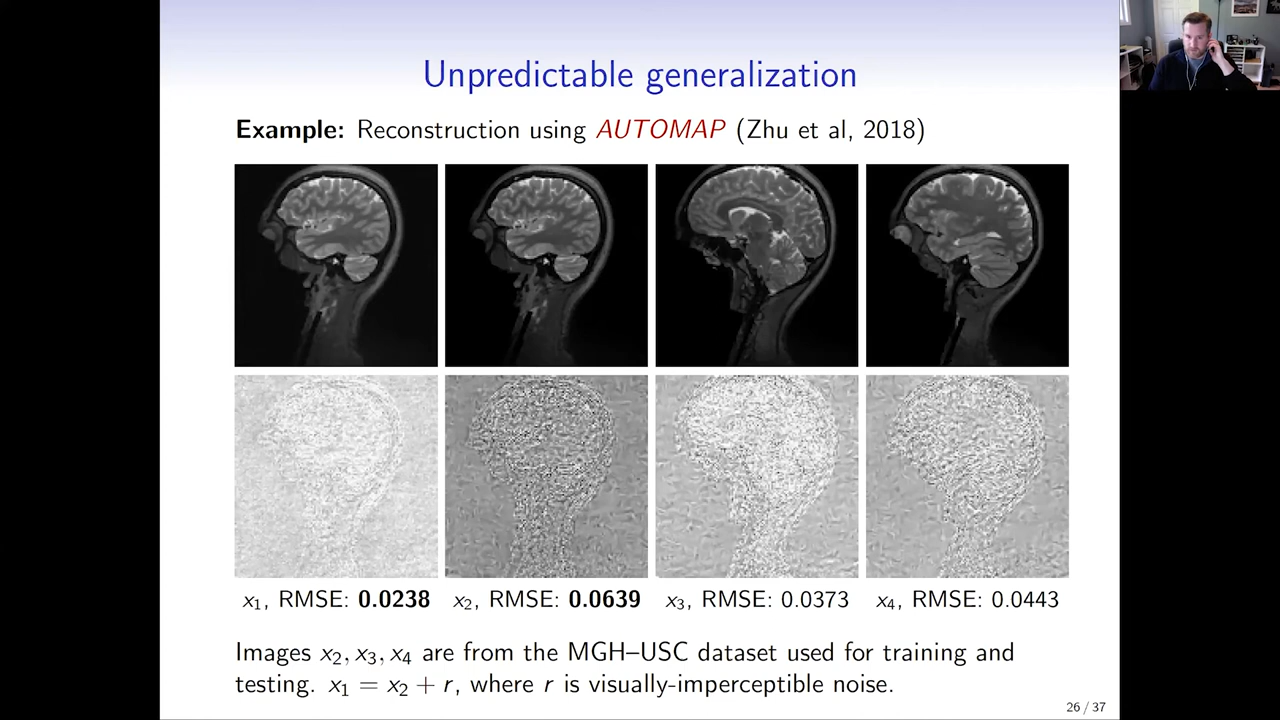 Unpredictable generalization
Example: Reconstruction using AUTOMAP (Zhu et al, 2018)
x₁, RMSE: 0.0238
x₂, RMSE: 0.0639
x₃, RMSE: 0.0373
x₄, RMSE: 0.0443
Images x₂, x₃, x₄ are from the MGH–USC dataset used for training and
testing. x₁ = x₂ + r, where r is visually-imperceptible noise.
26 / 37